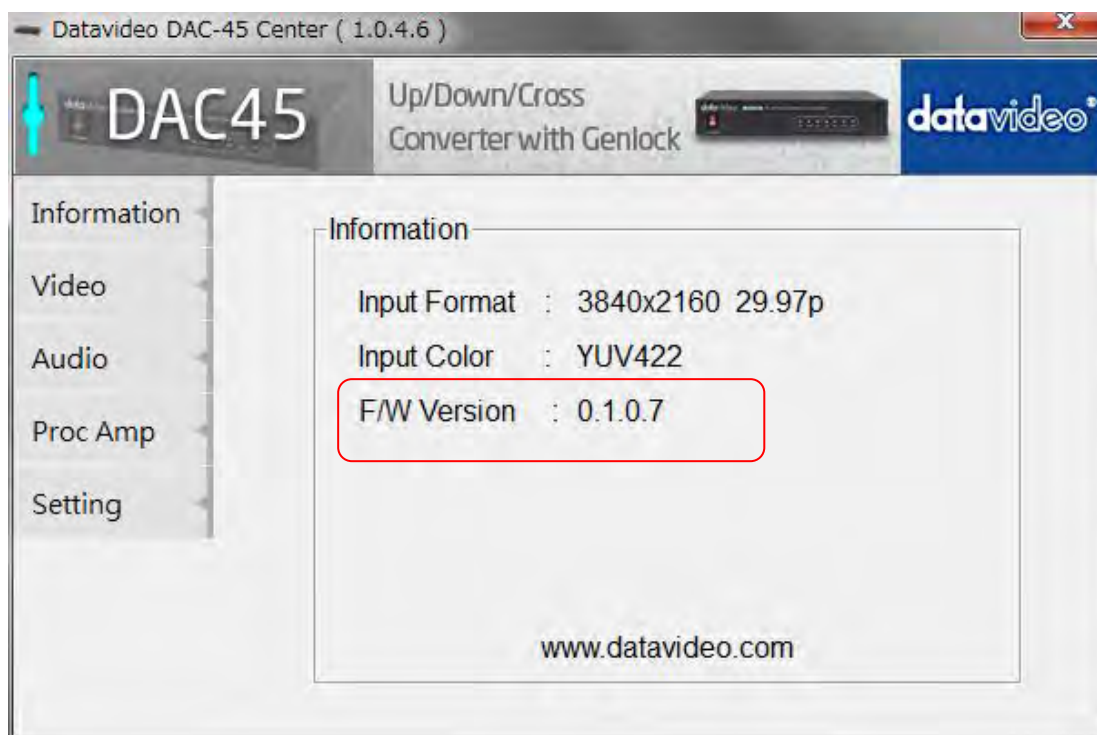 Datavideo DAC-45 Center ( 1.0.4.6 )
DAC45
Up/Down/Cross
Converter with Genlock
datavideo
Information
Video
Audio
Proc Amp
Setting
Information
Input Format : 3840x2160 29.97p
Input Color : YUV422
F/W Version : 0.1.0.7
www.datavideo.com